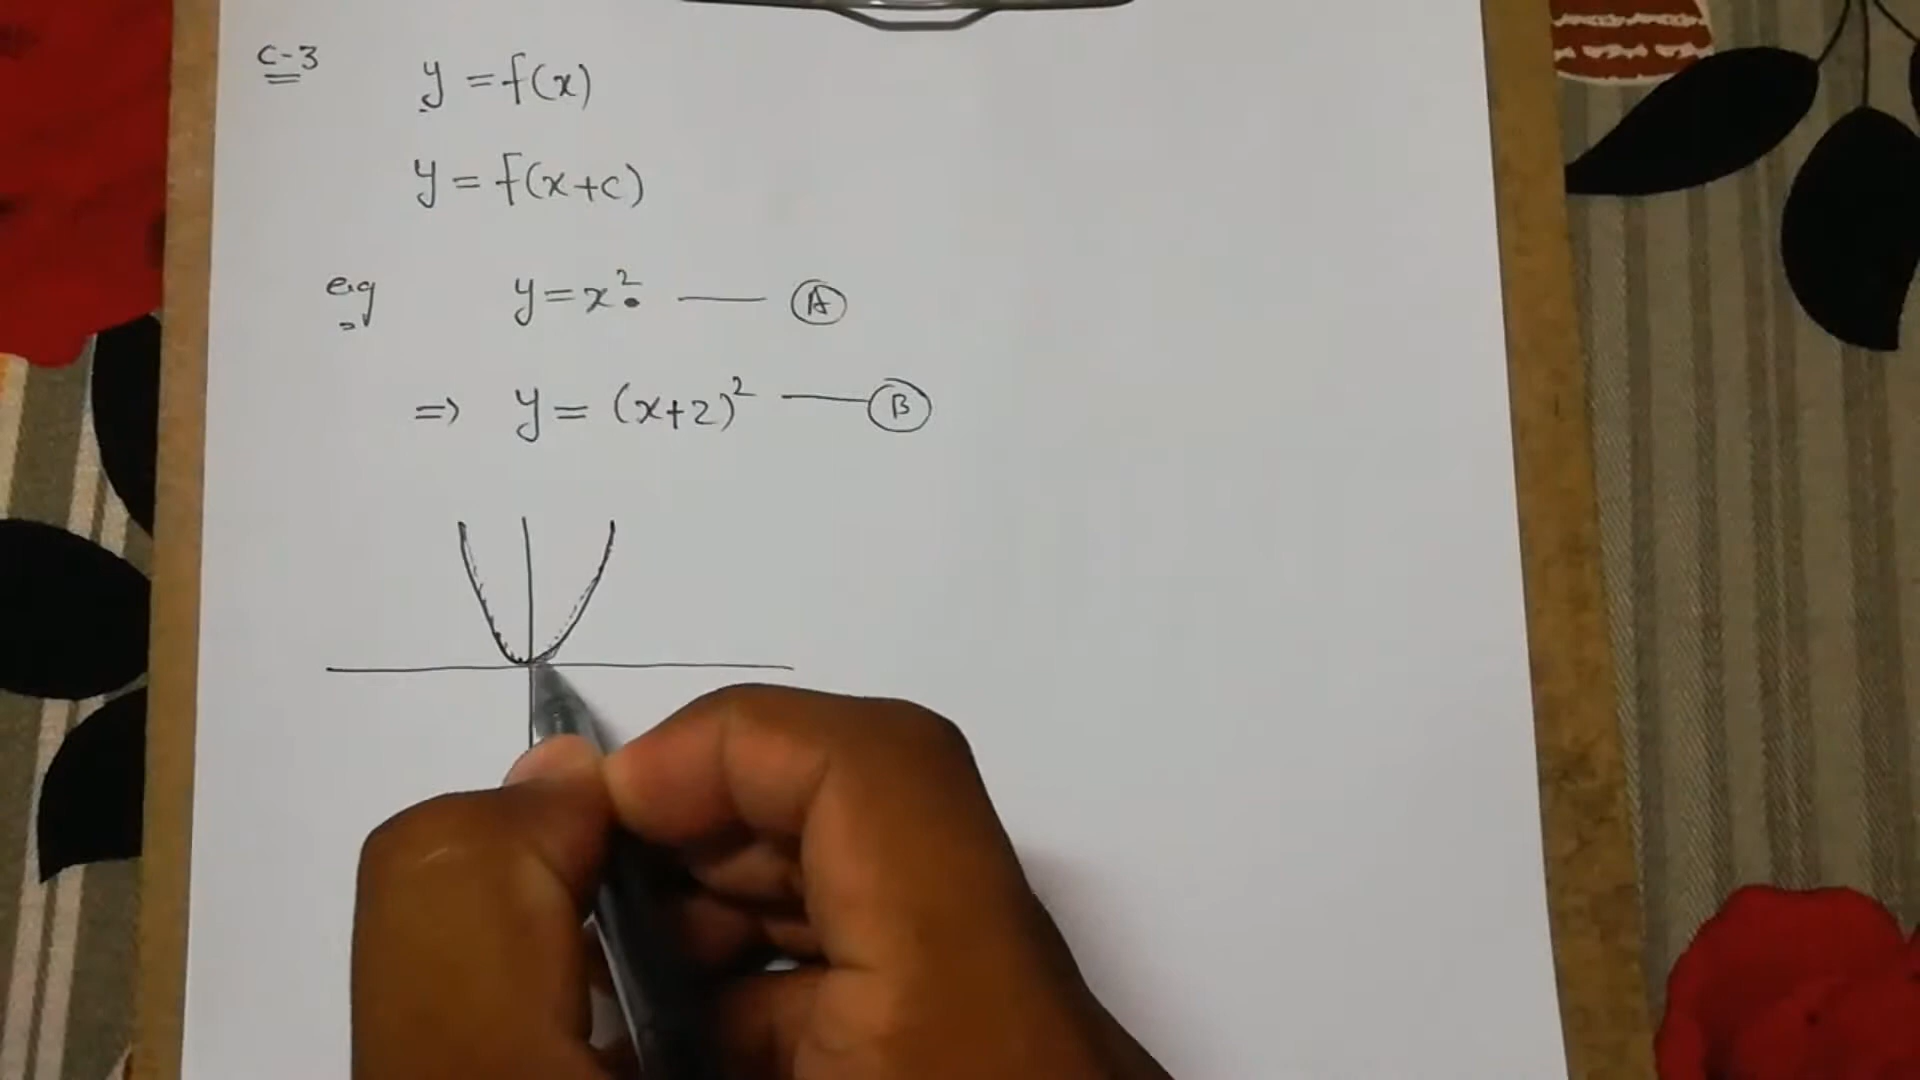 C-3
y = f(x)
y = f(x+c)
e.g y = x² — A
=> y = (x+2)² — B